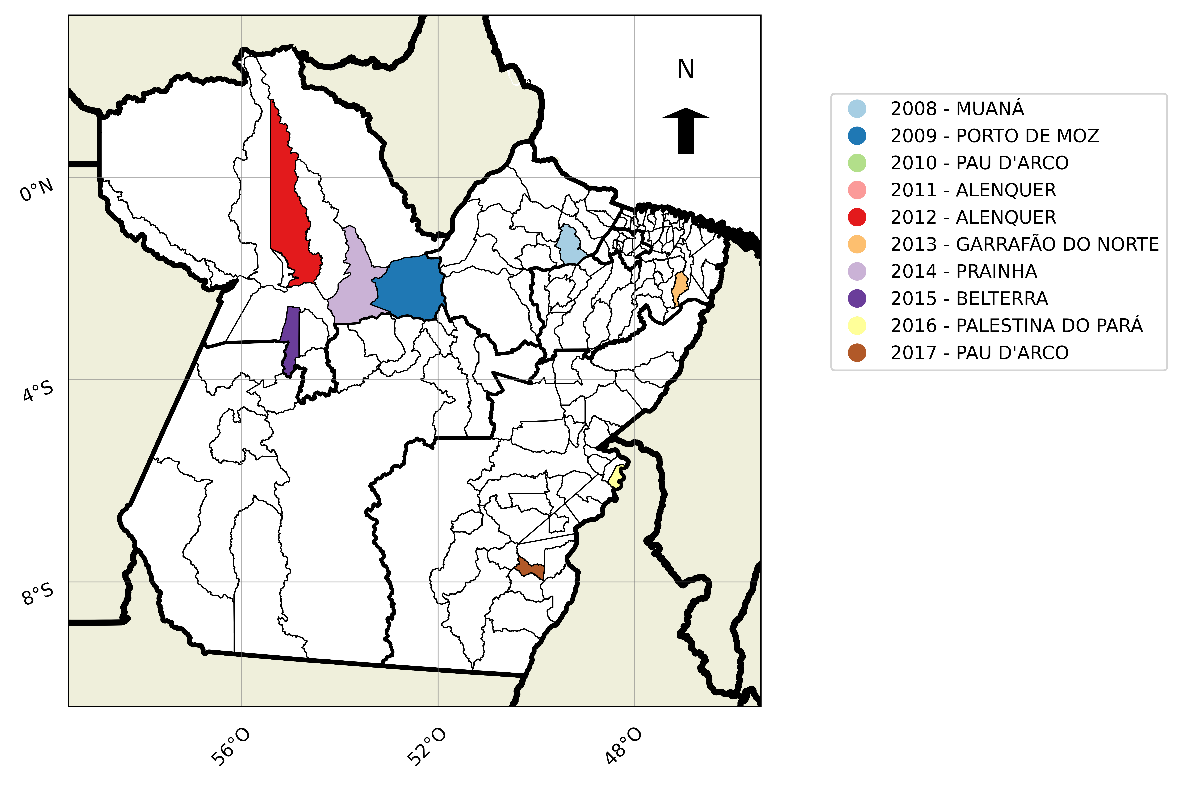 N
0°N
4°S
8°S
56°O
52°O
48°O
2008 - MUANÁ
2009 - PORTO DE MOZ
2010 - PAU D'ARCO
2011 - ALENQUER
2012 - ALENQUER
2013 - GARRAFÃO DO NORTE
2014 - PRAINHA
2015 - BELTERRA
2016 - PALESTINA DO PARÁ
2017 - PAU D'ARCO